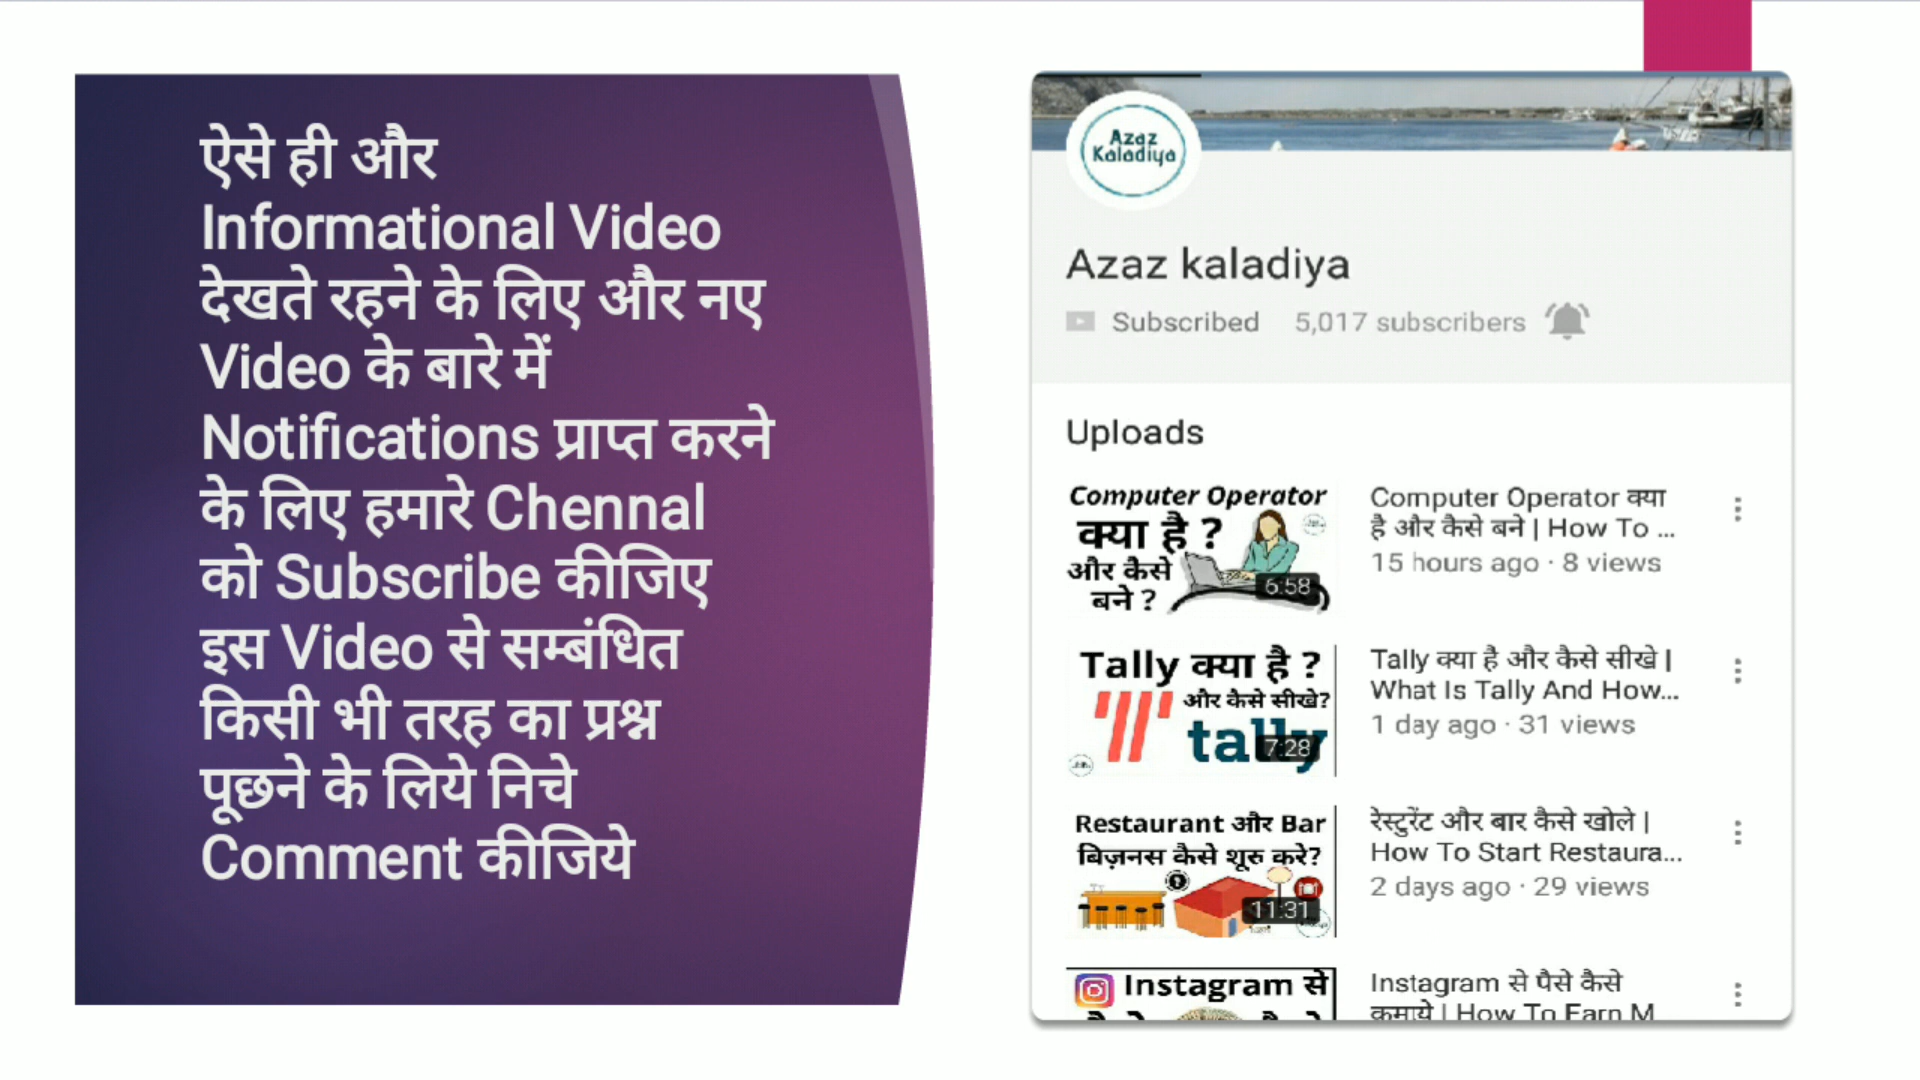 ऐसे ही और
Informational Video
देखते रहने के लिए और नए
Video के बारे में
Notifications प्राप्त करने
के लिए हमारे Chennal
को Subscribe कीजिए
इस Video से सम्बंधित
किसी भी तरह का प्रश्न
पूछने के लिये निचे
Comment कीजिये
Azaz
Kaladiya
Azaz kaladiya
Subscribed 5,017 subscribers
Uploads
Computer Operator
क्या है ?
और कैसे
बने ?
6:58
Computer Operator क्या
है और कैसे बने | How To ...
15 hours ago · 8 views
Tally क्या है ?
और कैसे सीखे?
tally
7:28
Tally क्या है और कैसे सीखे |
What Is Tally And How...
1 day ago · 31 views
Restaurant और Bar
बिज़नस कैसे शुरु करे?
11:31
रेस्टुरेंट और बार कैसे खोले |
How To Start Restaura...
2 days ago · 29 views
Instagram से
Instagram से पैसे कैसे
कमाये | How To Earn M